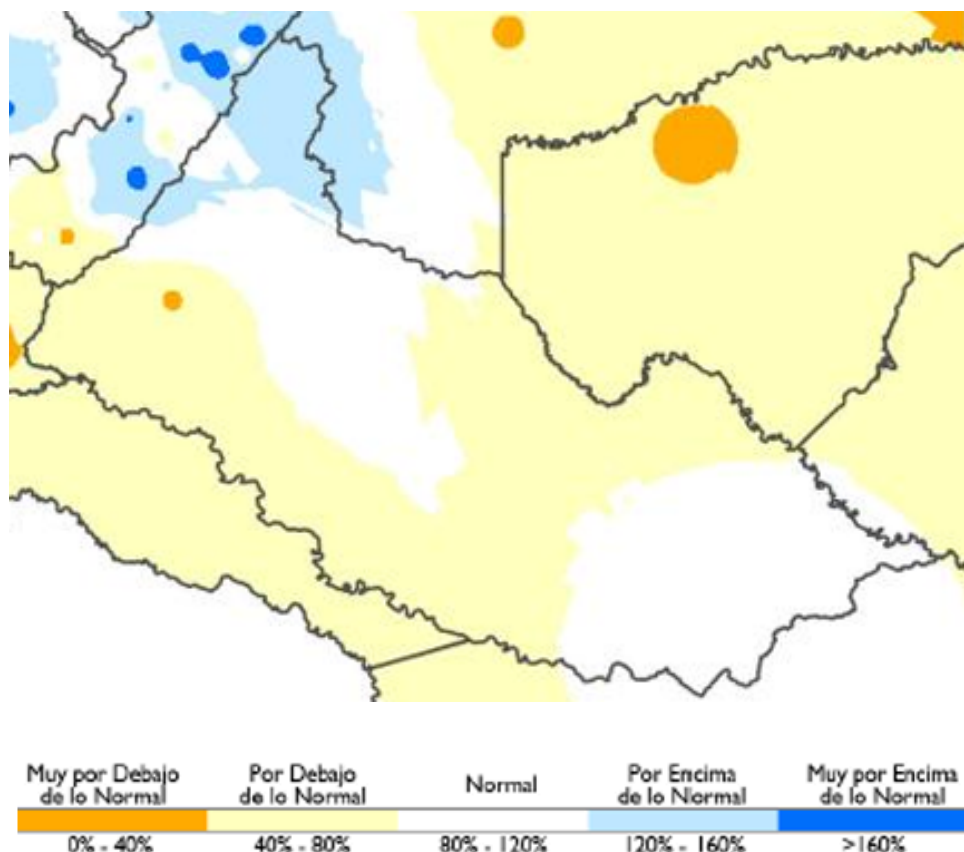 Muy por Debajo
de lo Normal
Por Debajo
de lo Normal
Normal
Por Encima
de lo Normal
Muy por Encima
de lo Normal
0% - 40%
40% - 80%
80% - 120%
120% - 160%
>160%